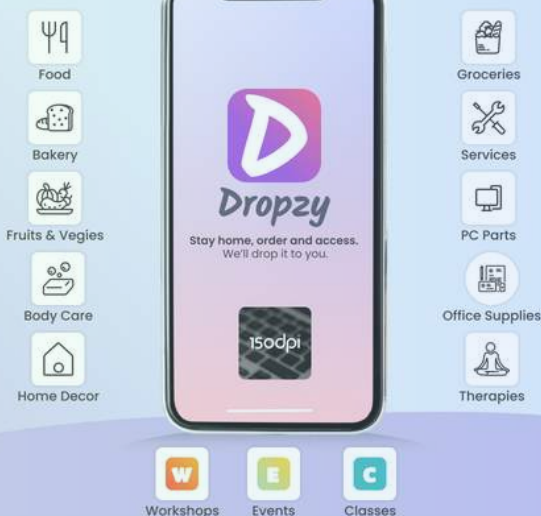 Food
Bakery
Fruits & Vegies
Body Care
Home Decor
D
Dropzy
Stay home, order and access.
We'll drop it to you.
150dpi
Groceries
Services
PC Parts
Office Supplies
Therapies
W
E
C
Workshops
Events
Classes